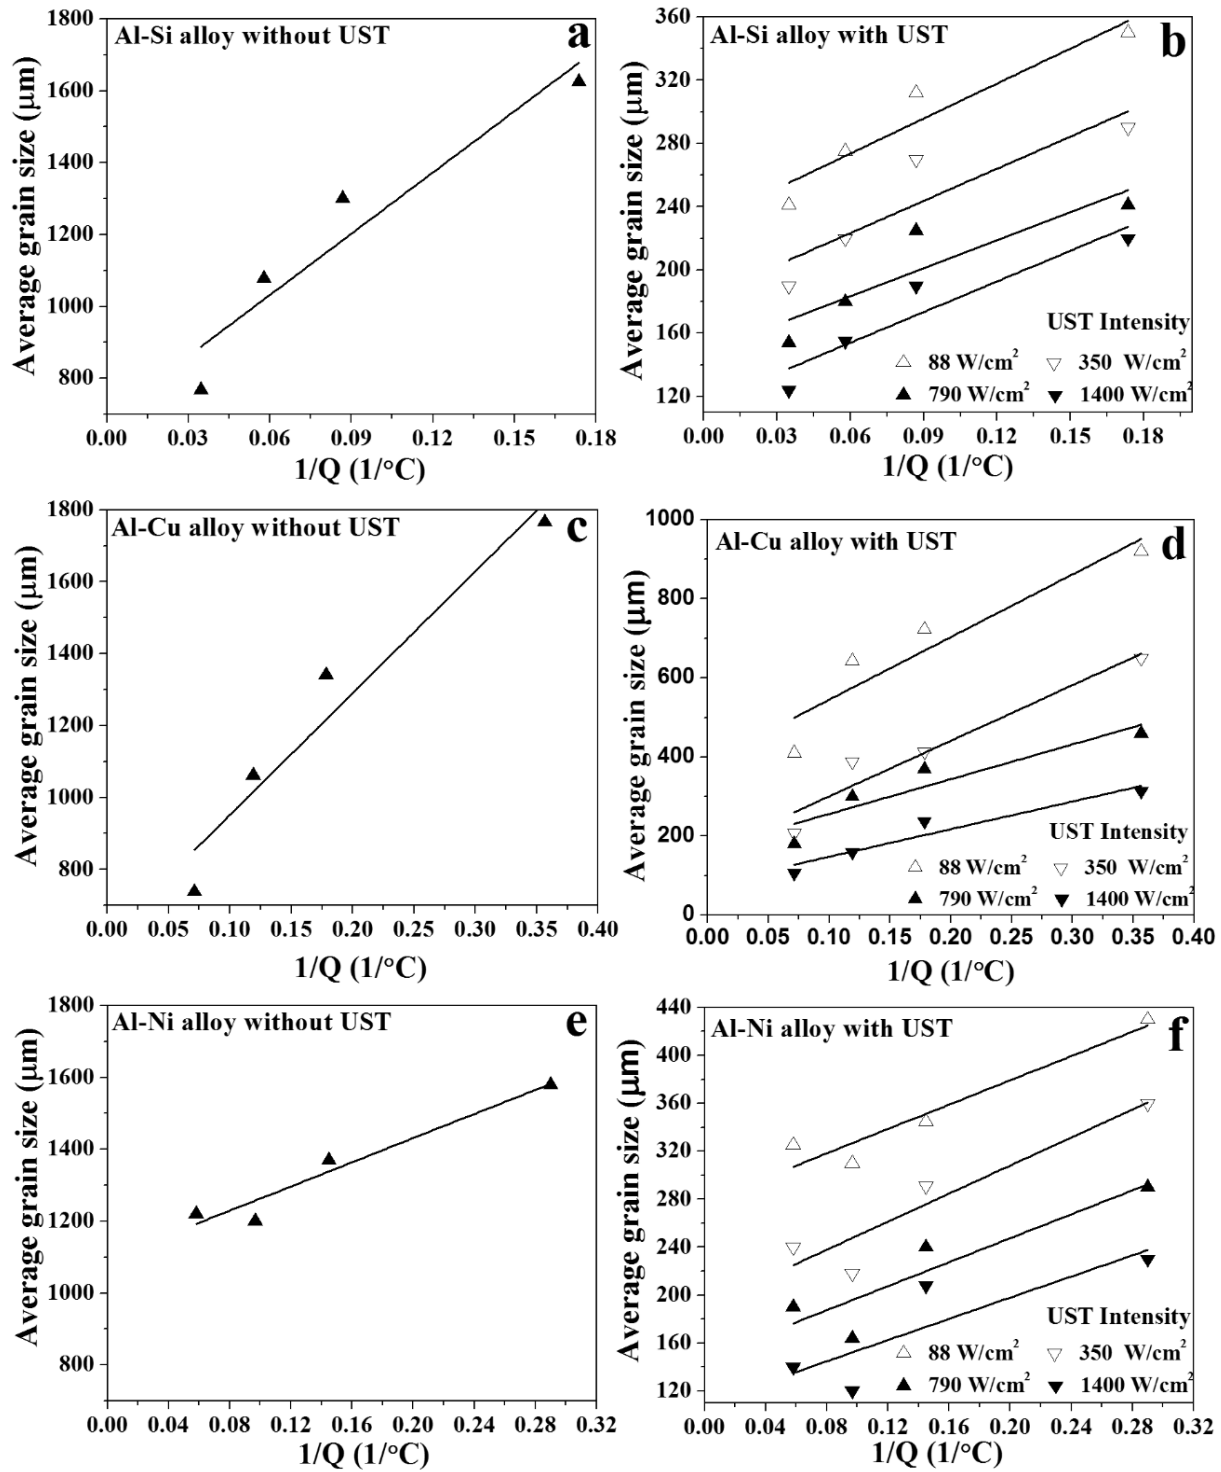 Al-Si alloy without UST
a
Average grain size (μm)
1800
1600
1400
1200
1000
800
0.00 0.03 0.06 0.09 0.12 0.15 0.18
1/Q (1/°C)
Al-Si alloy with UST
b
Average grain size (μm)
360
320
280
240
200
160
120
UST Intensity
88 W/cm² 350 W/cm²
790 W/cm² 1400 W/cm²
0.00 0.03 0.06 0.09 0.12 0.15 0.18
1/Q (1/°C)
Al-Cu alloy without UST
c
Average grain size (μm)
1800
1600
1400
1200
1000
800
0.00 0.05 0.10 0.15 0.20 0.25 0.30 0.35 0.40
1/Q (1/°C)
Al-Cu alloy with UST
d
Average grain size (μm)
1000
800
600
400
200
0
UST Intensity
88 W/cm² 350 W/cm²
790 W/cm² 1400 W/cm²
0.00 0.05 0.10 0.15 0.20 0.25 0.30 0.35 0.40
1/Q (1/°C)
Al-Ni alloy without UST
e
Average grain size (μm)
1800
1600
1400
1200
1000
800
0.00 0.04 0.08 0.12 0.16 0.20 0.24 0.28 0.32
1/Q (1/°C)
Al-Ni alloy with UST
f
Average grain size (μm)
440
400
360
320
280
240
200
160
120
UST Intensity
88 W/cm² 350 W/cm²
790 W/cm² 1400 W/cm²
0.00 0.04 0.08 0.12 0.16 0.20 0.24 0.28 0.32
1/Q (1/°C)